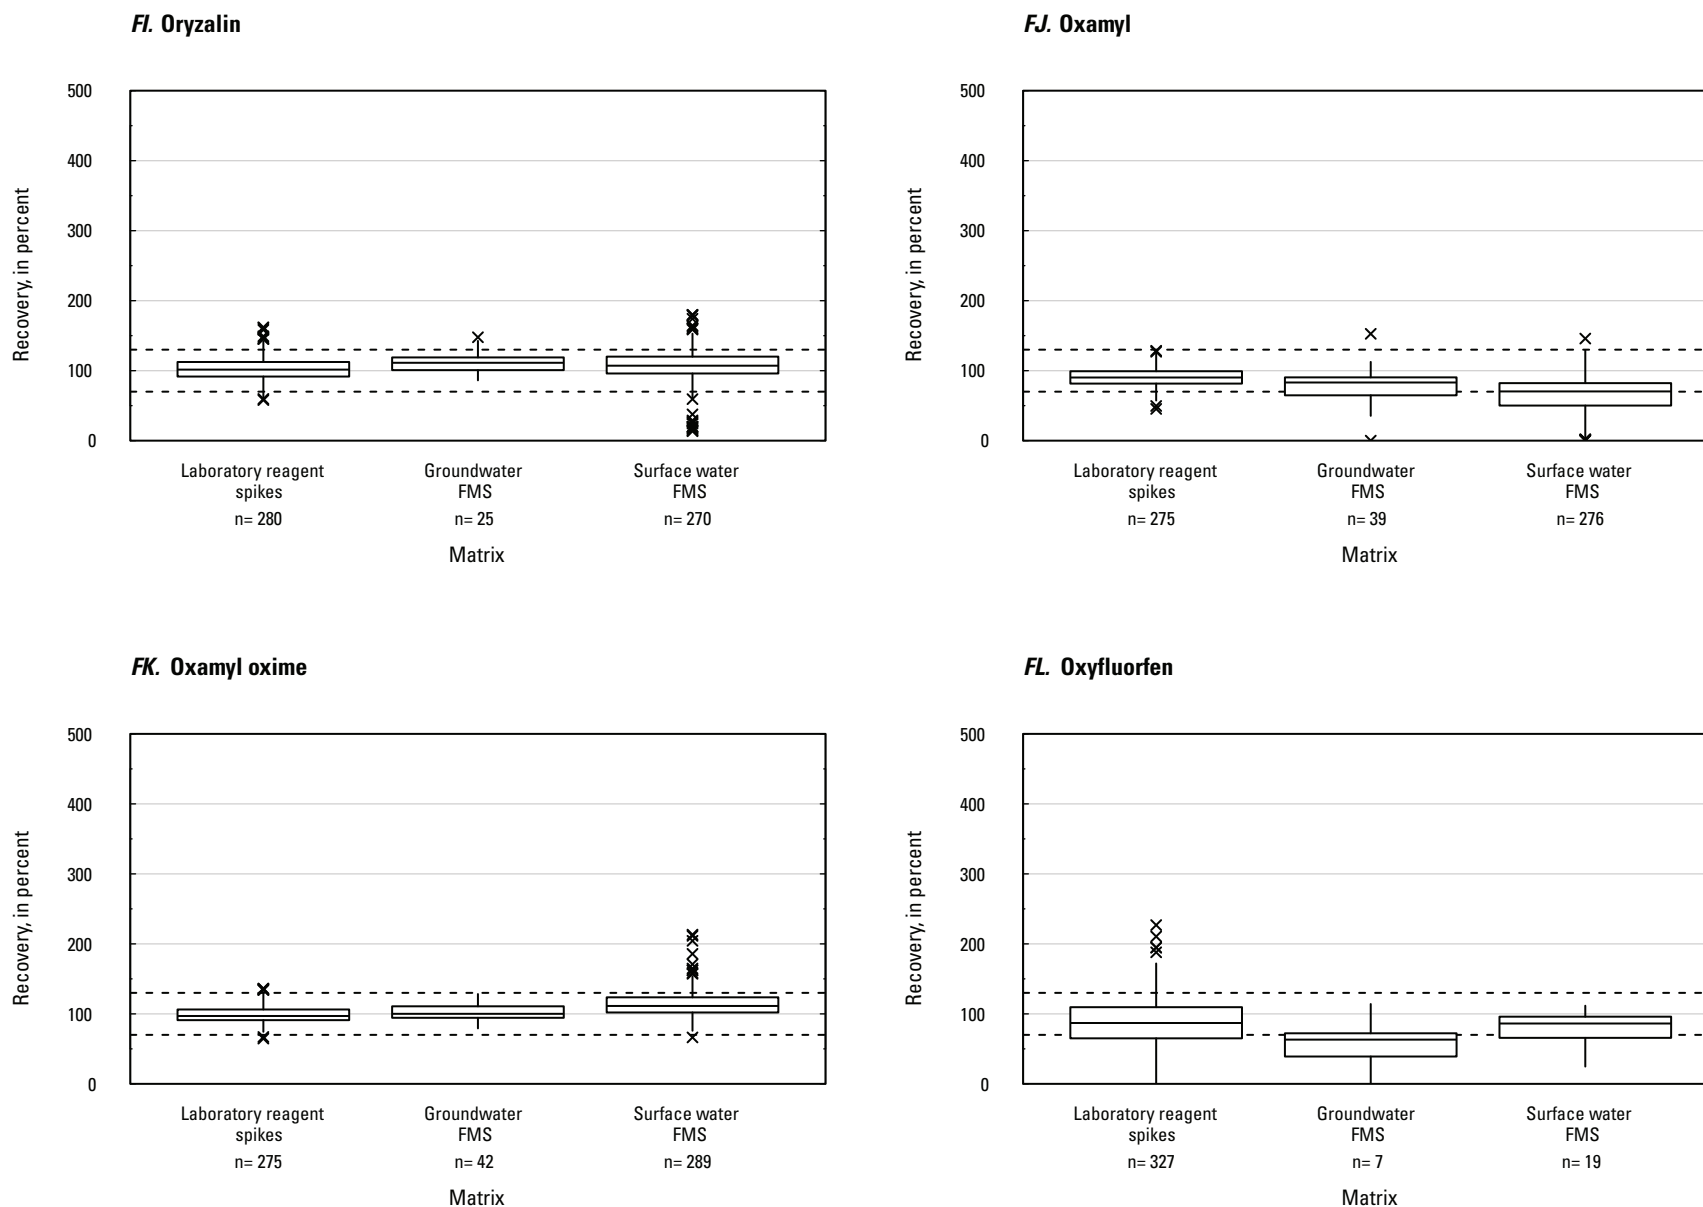 FI. Oryzalin
500
400
300
200
100
0
Recovery, in percent
Laboratory reagent
spikes
n= 280
Groundwater
FMS
n= 25
Surface water
FMS
n= 270
Matrix
FJ. Oxamyl
500
400
300
200
100
0
Recovery, in percent
Laboratory reagent
spikes
n= 275
Groundwater
FMS
n= 39
Surface water
FMS
n= 276
Matrix
FK. Oxamyl oxime
500
400
300
200
100
0
Recovery, in percent
Laboratory reagent
spikes
n= 275
Groundwater
FMS
n= 42
Surface water
FMS
n= 289
Matrix
FL. Oxyfluorfen
500
400
300
200
100
0
Recovery, in percent
Laboratory reagent
spikes
n= 327
Groundwater
FMS
n= 7
Surface water
FMS
n= 19
Matrix